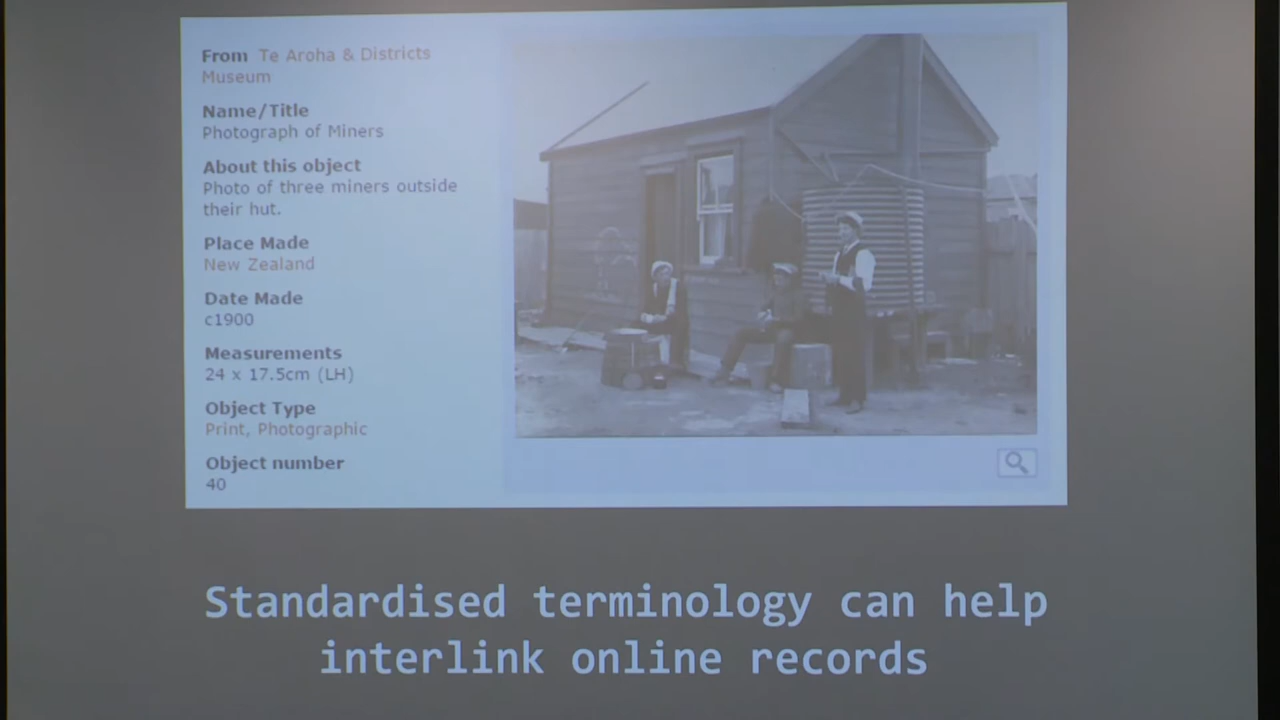 From Te Aroha & Districts
Museum
Name/Title
Photograph of Miners
About this object
Photo of three miners outside
their hut.
Place Made
New Zealand
Date Made
c1900
Measurements
24 x 17.5cm (LH)
Object Type
Print, Photographic
Object number
40
Standardised terminology can help
interlink online records